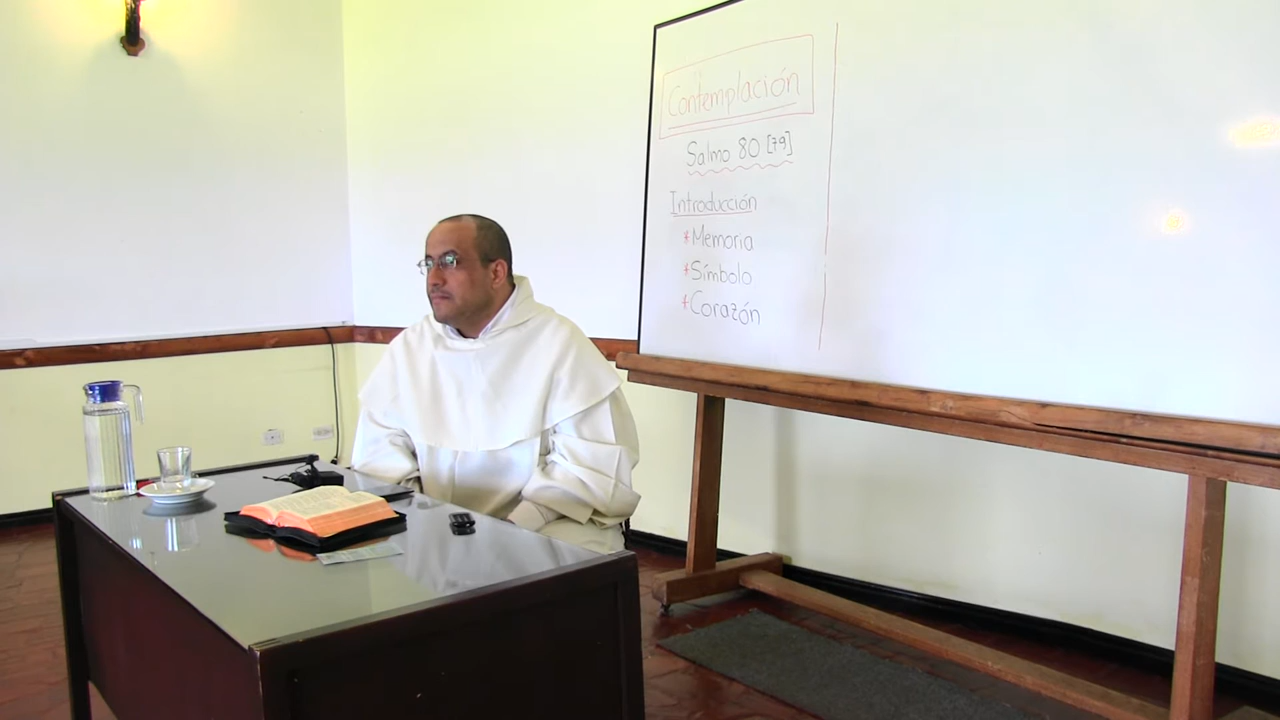 Contemplación
Salmo 80 [79]
Introducción
*Memoria
*Símbolo
*Corazón